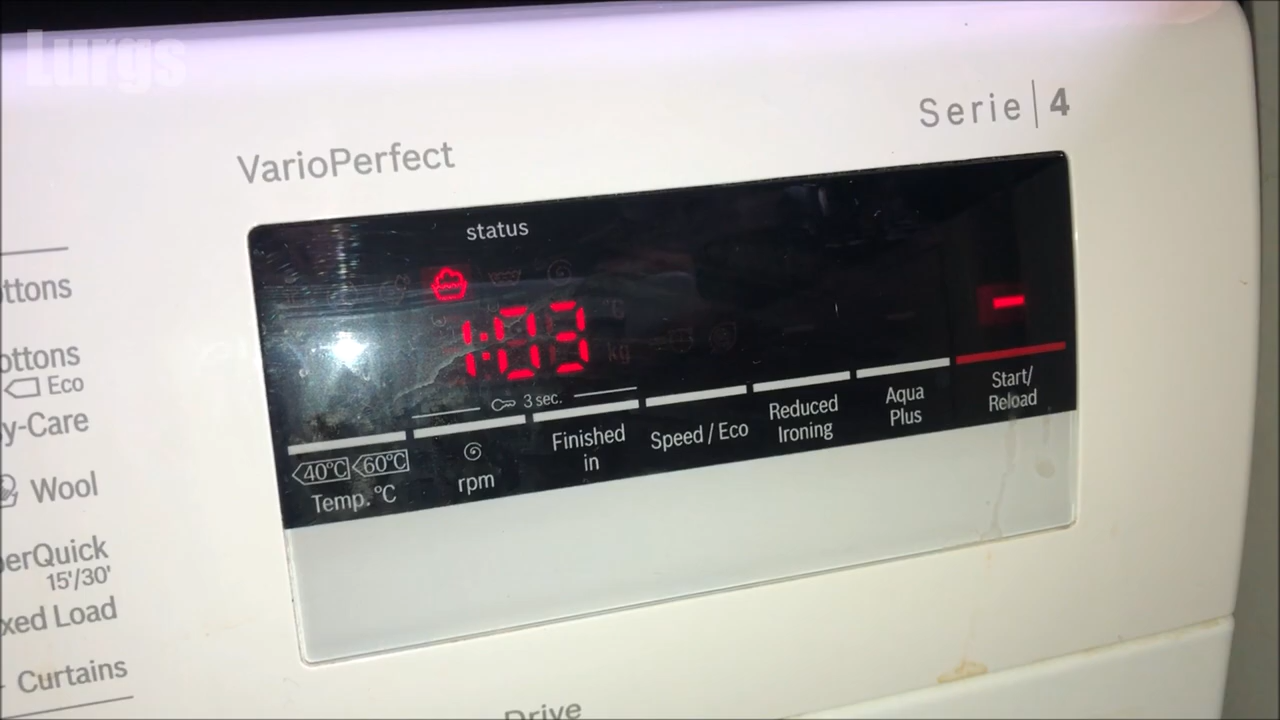 Lurgs
Serie | 4
VarioPerfect
status
1:03
°C
kg
3 sec.
40°C 60°C
Temp. °C
rpm
Finished
in
Speed / Eco
Reduced
Ironing
Aqua
Plus
Start/
Reload
ttons
ottons
Eco
y-Care
Wool
erQuick
15'/30'
xed Load
Curtains
Drive